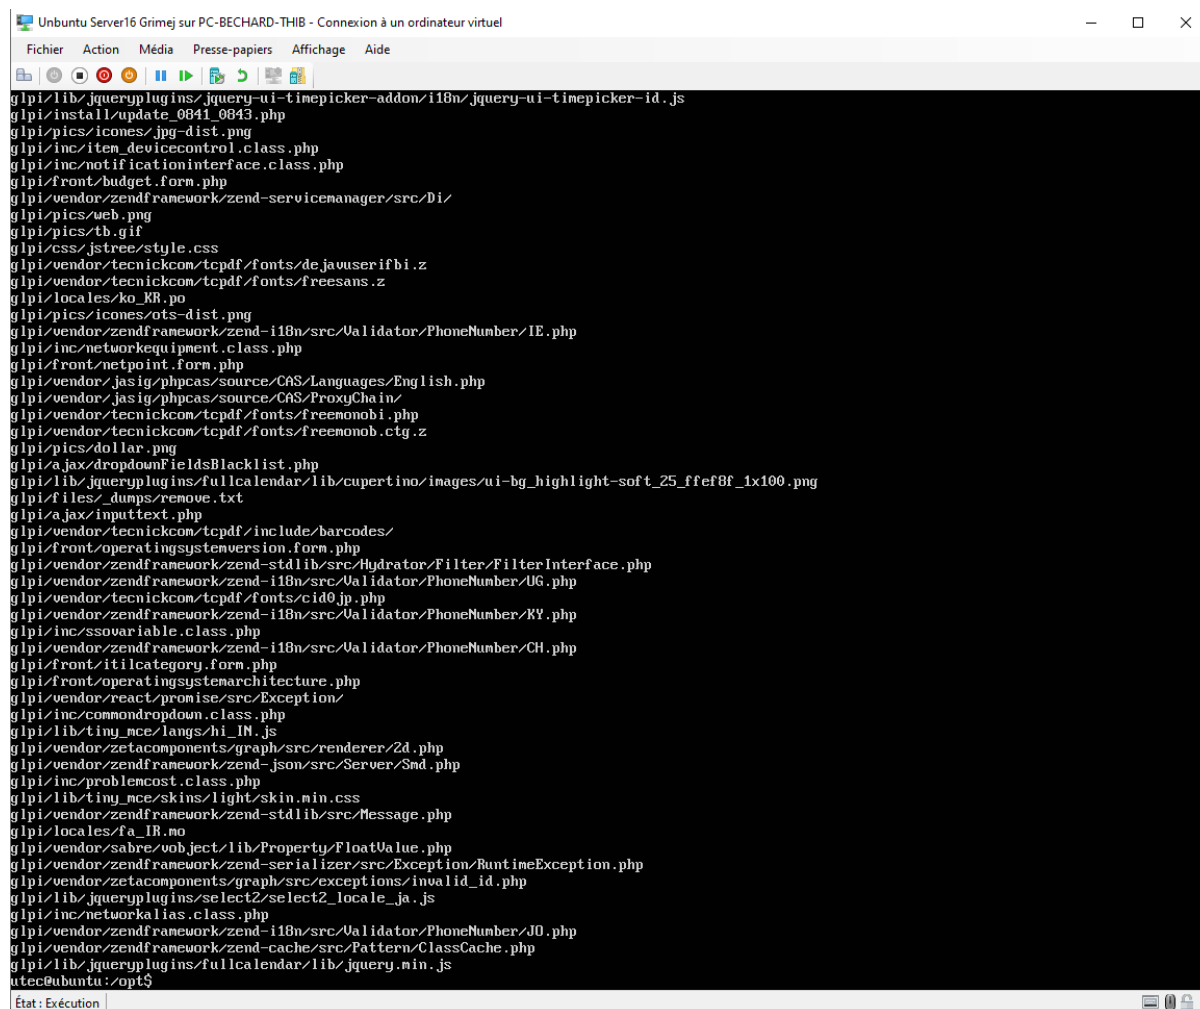 Unbuntu Server16 Grimej sur PC-BECHARD-THIB - Connexion à un ordinateur virtuel
Fichier Action Média Presse-papiers Affichage Aide
glpi/lib/jqueryplugins/jquery-ui-timepicker-addon/i18n/jquery-ui-timepicker-id.js
glpi/install/update_0841_0843.php
glpi/pics/icones/jpg-dist.png
glpi/inc/item_devicecontrol.class.php
glpi/inc/notificationinterface.class.php
glpi/front/budget.form.php
glpi/vendor/zendframework/zend-servicemanager/src/Di/
glpi/pics/web.png
glpi/pics/tb.gif
glpi/css/jstree/style.css
glpi/vendor/tecnickcom/tcpdf/fonts/dejavuserifbi.z
glpi/vendor/tecnickcom/tcpdf/fonts/freesans.z
glpi/locales/ko_KR.po
glpi/pics/icones/ots-dist.png
glpi/vendor/zendframework/zend-i18n/src/Validator/PhoneNumber/IE.php
glpi/inc/networkequipment.class.php
glpi/front/netpoint.form.php
glpi/vendor/jasig/phpcas/source/CAS/Languages/English.php
glpi/vendor/jasig/phpcas/source/CAS/ProxyChain/
glpi/vendor/tecnickcom/tcpdf/fonts/freemonobi.php
glpi/vendor/tecnickcom/tcpdf/fonts/freemonob.ctg.z
glpi/pics/dollar.png
glpi/ajax/dropdownFieldsBlacklist.php
glpi/lib/jqueryplugins/fullcalendar/lib/cupertino/images/ui-bg_highlight-soft_25_ffef8f_1x100.png
glpi/files/_dumps/remove.txt
glpi/ajax/inputtext.php
glpi/vendor/tecnickcom/tcpdf/include/barcodes/
glpi/front/operatingsystemversion.form.php
glpi/vendor/zendframework/zend-stdlib/src/Hydrator/Filter/FilterInterface.php
glpi/vendor/zendframework/zend-i18n/src/Validator/PhoneNumber/UG.php
glpi/vendor/tecnickcom/tcpdf/fonts/cid0jp.php
glpi/vendor/zendframework/zend-i18n/src/Validator/PhoneNumber/KY.php
glpi/inc/ssovariable.class.php
glpi/vendor/zendframework/zend-i18n/src/Validator/PhoneNumber/CH.php
glpi/front/itilcategory.form.php
glpi/front/operatingsystemarchitecture.php
glpi/vendor/react/promise/src/Exception/
glpi/inc/commondropdown.class.php
glpi/lib/tiny_mce/langs/hi_IN.js
glpi/vendor/zetacomponents/graph/src/renderer/2d.php
glpi/vendor/zendframework/zend-json/src/Server/Smd.php
glpi/inc/problemcost.class.php
glpi/lib/tiny_mce/skins/light/skin.min.css
glpi/vendor/zendframework/zend-stdlib/src/Message.php
glpi/locales/fa_IR.mo
glpi/vendor/sabre/vobject/lib/Property/FloatValue.php
glpi/vendor/zendframework/zend-serializer/src/Exception/RuntimeException.php
glpi/vendor/zetacomponents/graph/src/exceptions/invalid_id.php
glpi/lib/jqueryplugins/select2/select2_locale_ja.js
glpi/inc/networkalias.class.php
glpi/vendor/zendframework/zend-i18n/src/Validator/PhoneNumber/JO.php
glpi/vendor/zendframework/zend-cache/src/Pattern/ClassCache.php
glpi/lib/jqueryplugins/fullcalendar/lib/jquery.min.js
utec@ubuntu:/opt$
État : Exécution